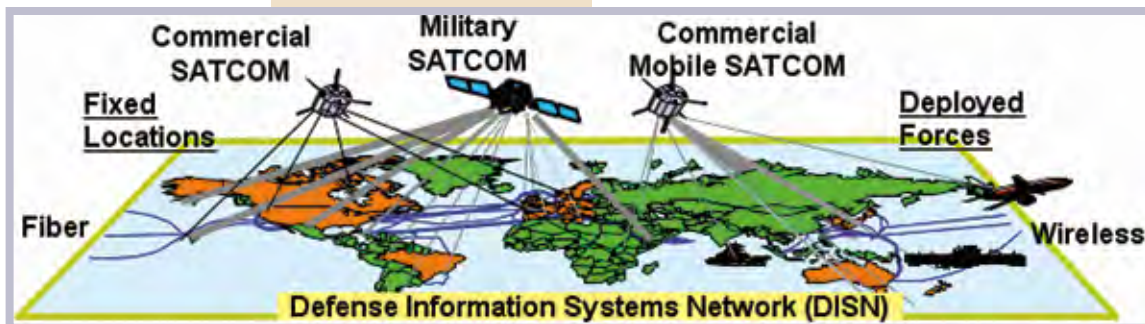 Commercial
SATCOM
Military
SATCOM
Commercial
Mobile SATCOM
Fixed
Locations
Deployed
Forces
Fiber
Wireless
Defense Information Systems Network (DISN)